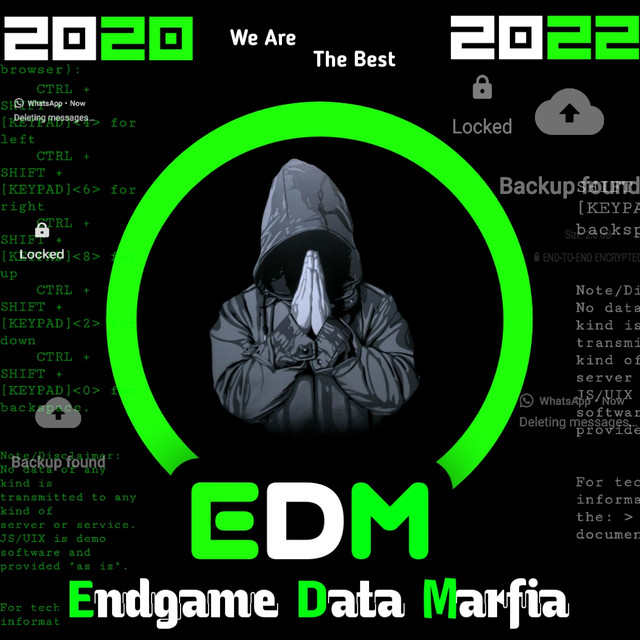 2020
We Are
The Best
2022
browser):
CTRL +
WhatsApp • Now
Deleting messages...
[KEYPAD]<4> for
left
CTRL +
SHIFT +
[KEYPAD]<6> for
right
CTRL +
SHIFT +
Locked
[KEYPAD]<8> for
up
CTRL +
SHIFT +
[KEYPAD]<2> for
down
CTRL +
SHIFT +
[KEYPAD]<0> for
backspace.
Backup found
Note/Disclaimer:
No data of any
kind is
transmitted to any
kind of
server or service.
JS/UIX is demo
software and
provided "as is".
For tech
informat
Locked
Backup found
SHIFT
[KEYPA
backsp
END-TO-END ENCRYPTED
Note/Di
No data
kind is
transmi
kind of
server
JS/UIX
WhatsApp • Now
softwar
Deleting messages...
provide
For tec
informa
the: >
documen
EDM
Endgame Data Marfia